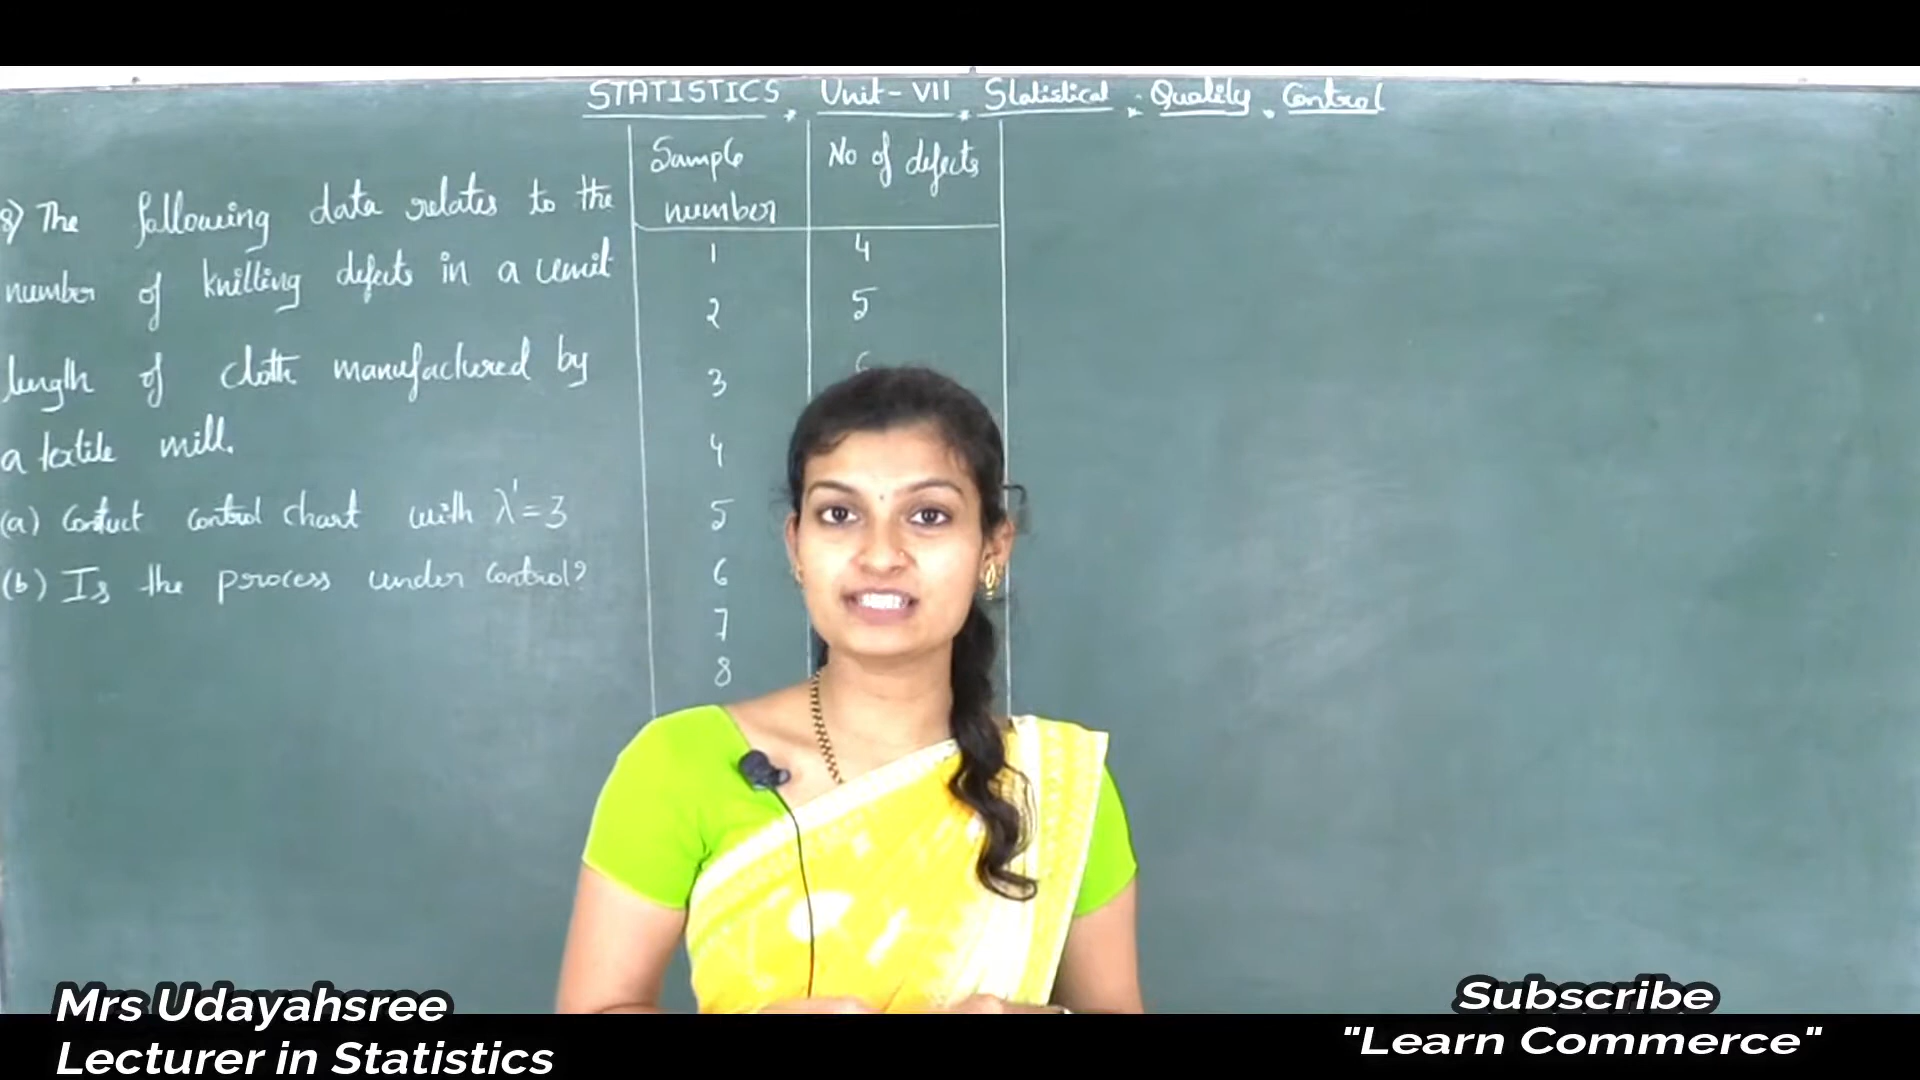 STATISTICS, Unit-VII Statistical Quality Control
8) The following data relates to the
number of knitting defects in a unit
length of cloth manufactured by
a textile mill.
(a) Contuct control chart with λ'=3
(b) Is the process under control?
Sample number No of defects
1 4
2 5
3
4
5
6
7
8
Mrs Udayahsree
Lecturer in Statistics
Subscribe
"Learn Commerce"